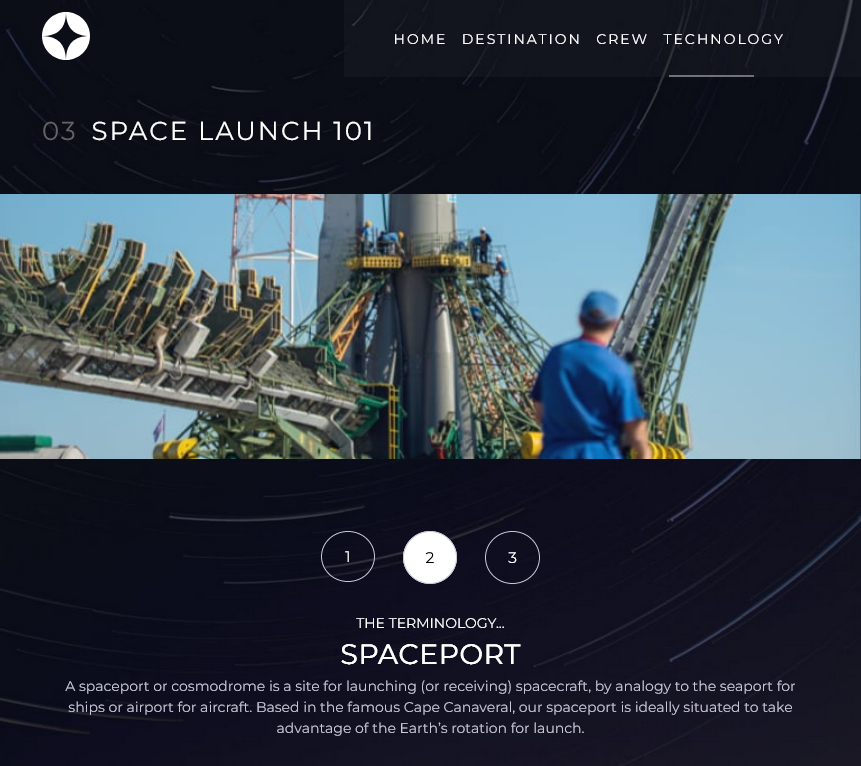 HOME DESTINATION CREW TECHNOLOGY
03 SPACE LAUNCH 101
1 2 3
THE TERMINOLOGY...
SPACEPORT
A spaceport or cosmodrome is a site for launching (or receiving) spacecraft, by analogy to the seaport for
ships or airport for aircraft. Based in the famous Cape Canaveral, our spaceport is ideally situated to take
advantage of the Earth’s rotation for launch.